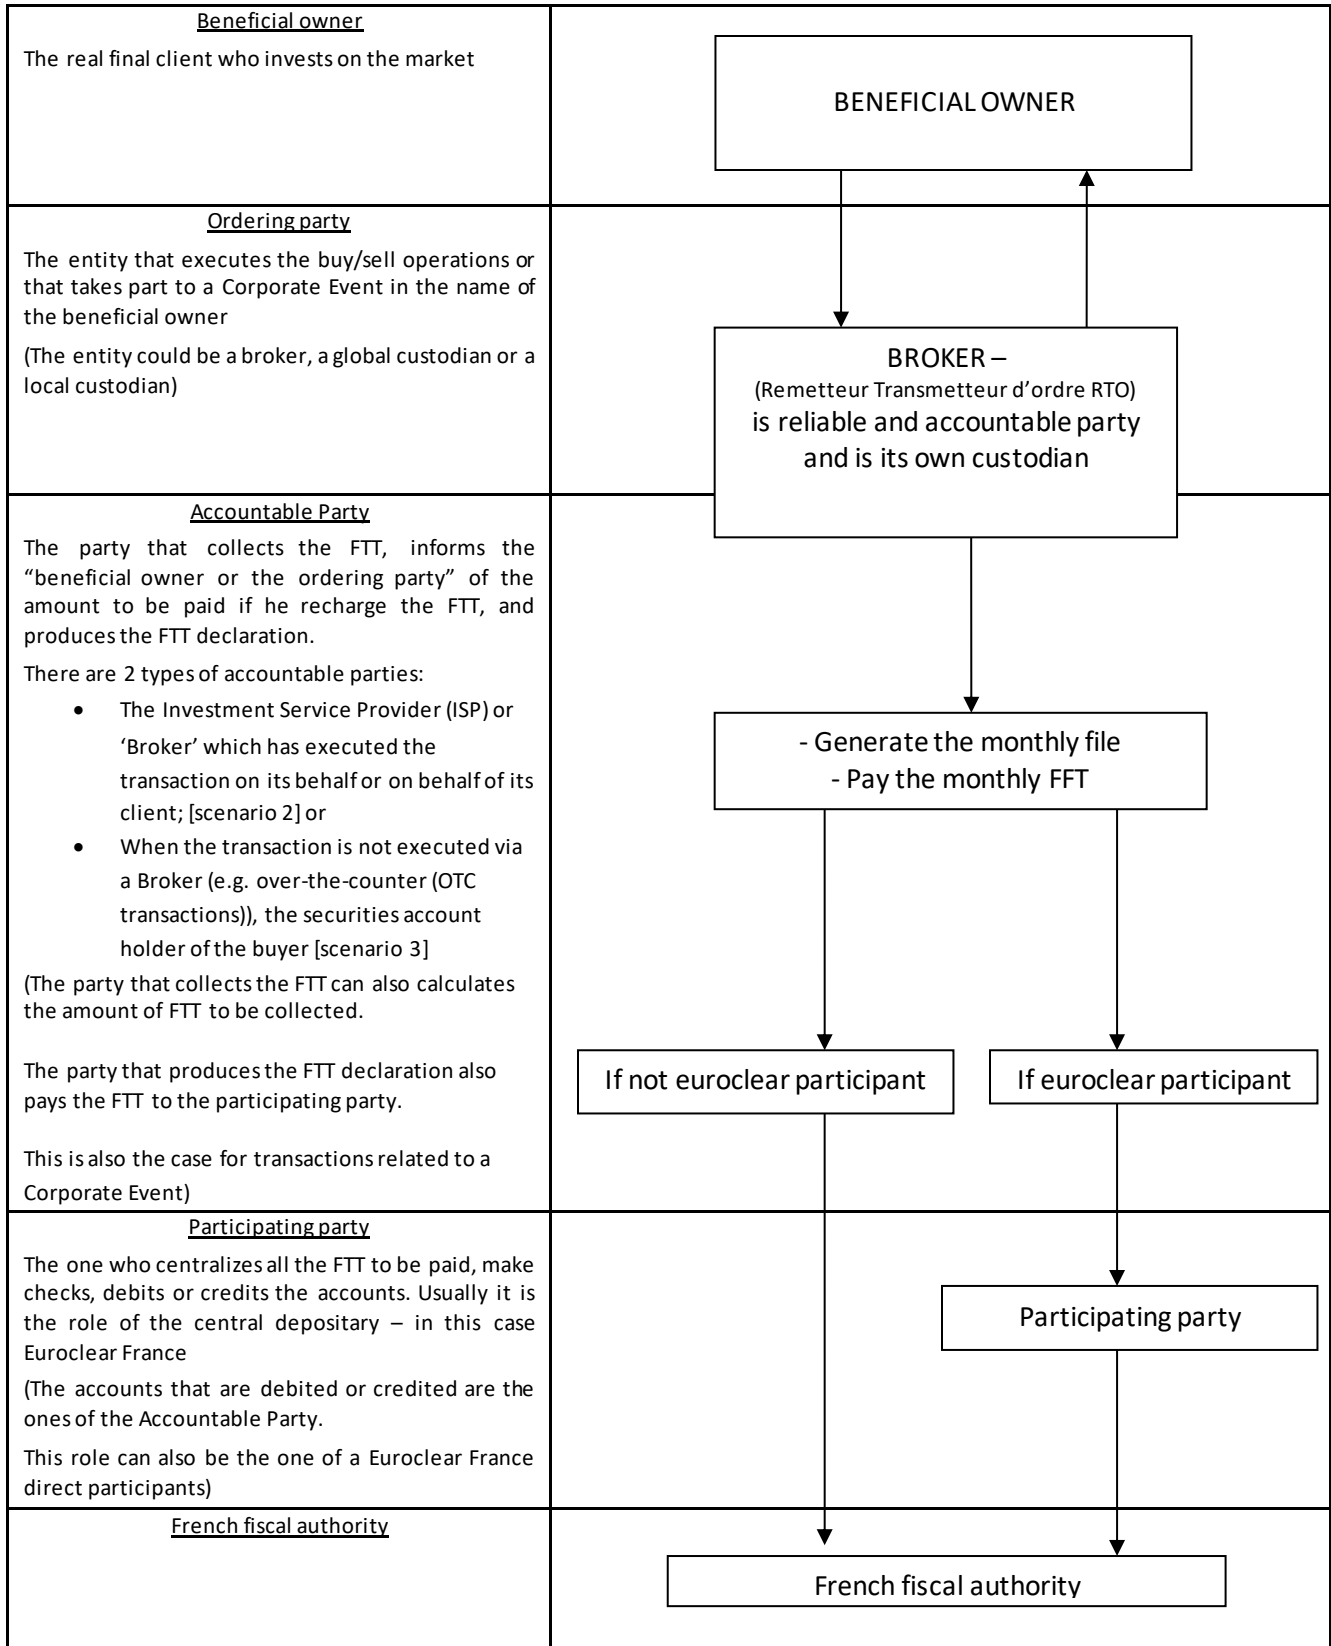 Beneficial owner
The real final client who invests on the market
BENEFICIAL OWNER
Ordering party
The entity that executes the buy/sell operations or
that takes part to a Corporate Event in the name of
the beneficial owner
(The entity could be a broker, a global custodian or a
local custodian)
BROKER –
(Remetteur Transmetteur d’ordre RTO)
is reliable and accountable party
and is its own custodian
Accountable Party
The party that collects the FTT, informs the
“beneficial owner or the ordering party” of the
amount to be paid if he recharge the FTT, and
produces the FTT declaration.
There are 2 types of accountable parties:
• The Investment Service Provider (ISP) or
‘Broker’ which has executed the
transaction on its behalf or on behalf of its
client; [scenario 2] or
• When the transaction is not executed via
a Broker (e.g. over-the-counter (OTC
transactions)), the securities account
holder of the buyer [scenario 3]
(The party that collects the FTT can also calculates
the amount of FTT to be collected.
The party that produces the FTT declaration also
pays the FTT to the participating party.
This is also the case for transactions related to a
Corporate Event)
- Generate the monthly file
- Pay the monthly FFT
If not euroclear participant
If euroclear participant
Participating party
The one who centralizes all the FTT to be paid, make
checks, debits or credits the accounts. Usually it is
the role of the central depositary – in this case
Euroclear France
(The accounts that are debited or credited are the
ones of the Accountable Party.
This role can also be the one of a Euroclear France
direct participants)
Participating party
French fiscal authority
French fiscal authority